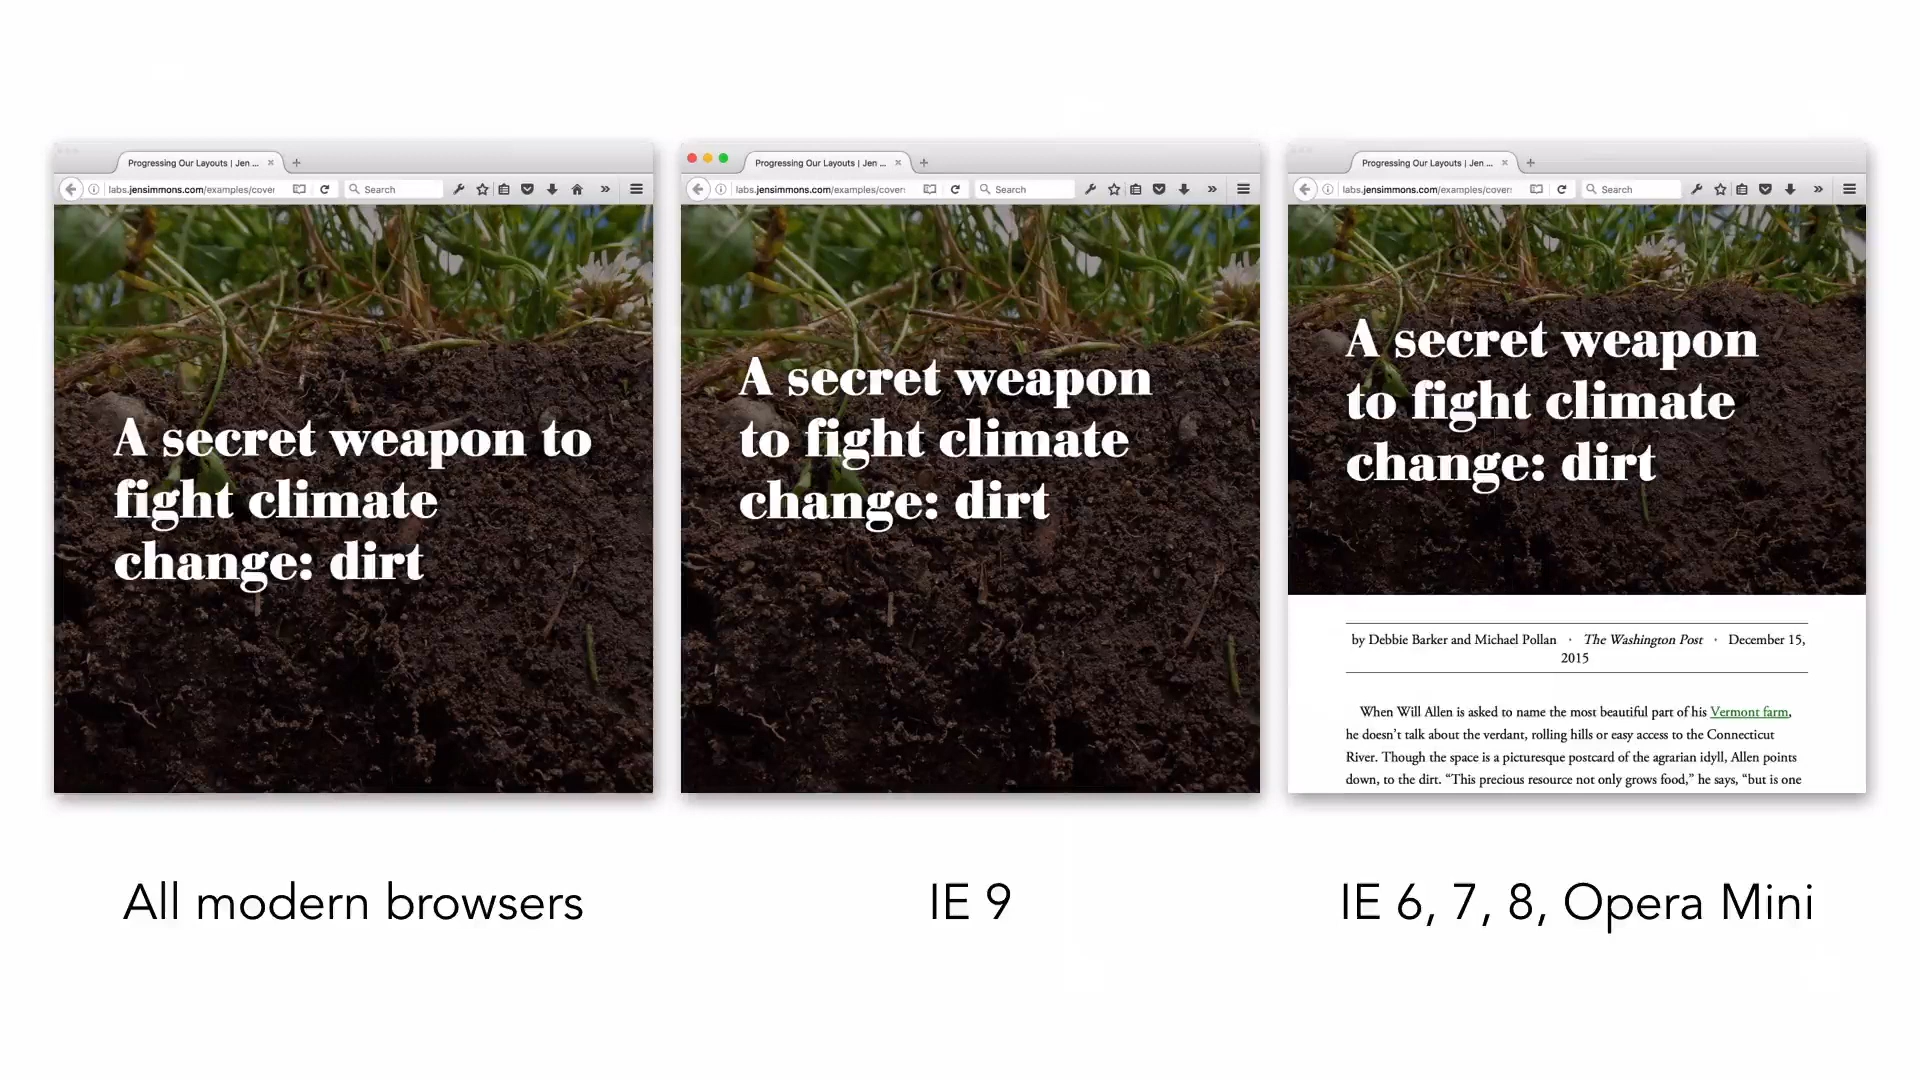 Progressing Our Layouts | Jen ...
labs.jensimmons.com/examples/cover
Search
A secret weapon to
fight climate
change: dirt
All modern browsers
Progressing Our Layouts | Jen ...
labs.jensimmons.com/examples/cover
Search
A secret weapon
to fight climate
change: dirt
IE 9
Progressing Our Layouts | Jen ...
labs.jensimmons.com/examples/cover
Search
A secret weapon
to fight climate
change: dirt
by Debbie Barker and Michael Pollan · The Washington Post · December 15,
2015
When Will Allen is asked to name the most beautiful part of his Vermont farm,
he doesn’t talk about the verdant, rolling hills or easy access to the Connecticut
River. Though the space is a picturesque postcard of the agrarian idyll, Allen points
down, to the dirt. “This precious resource not only grows food,” he says, “but is one
IE 6, 7, 8, Opera Mini